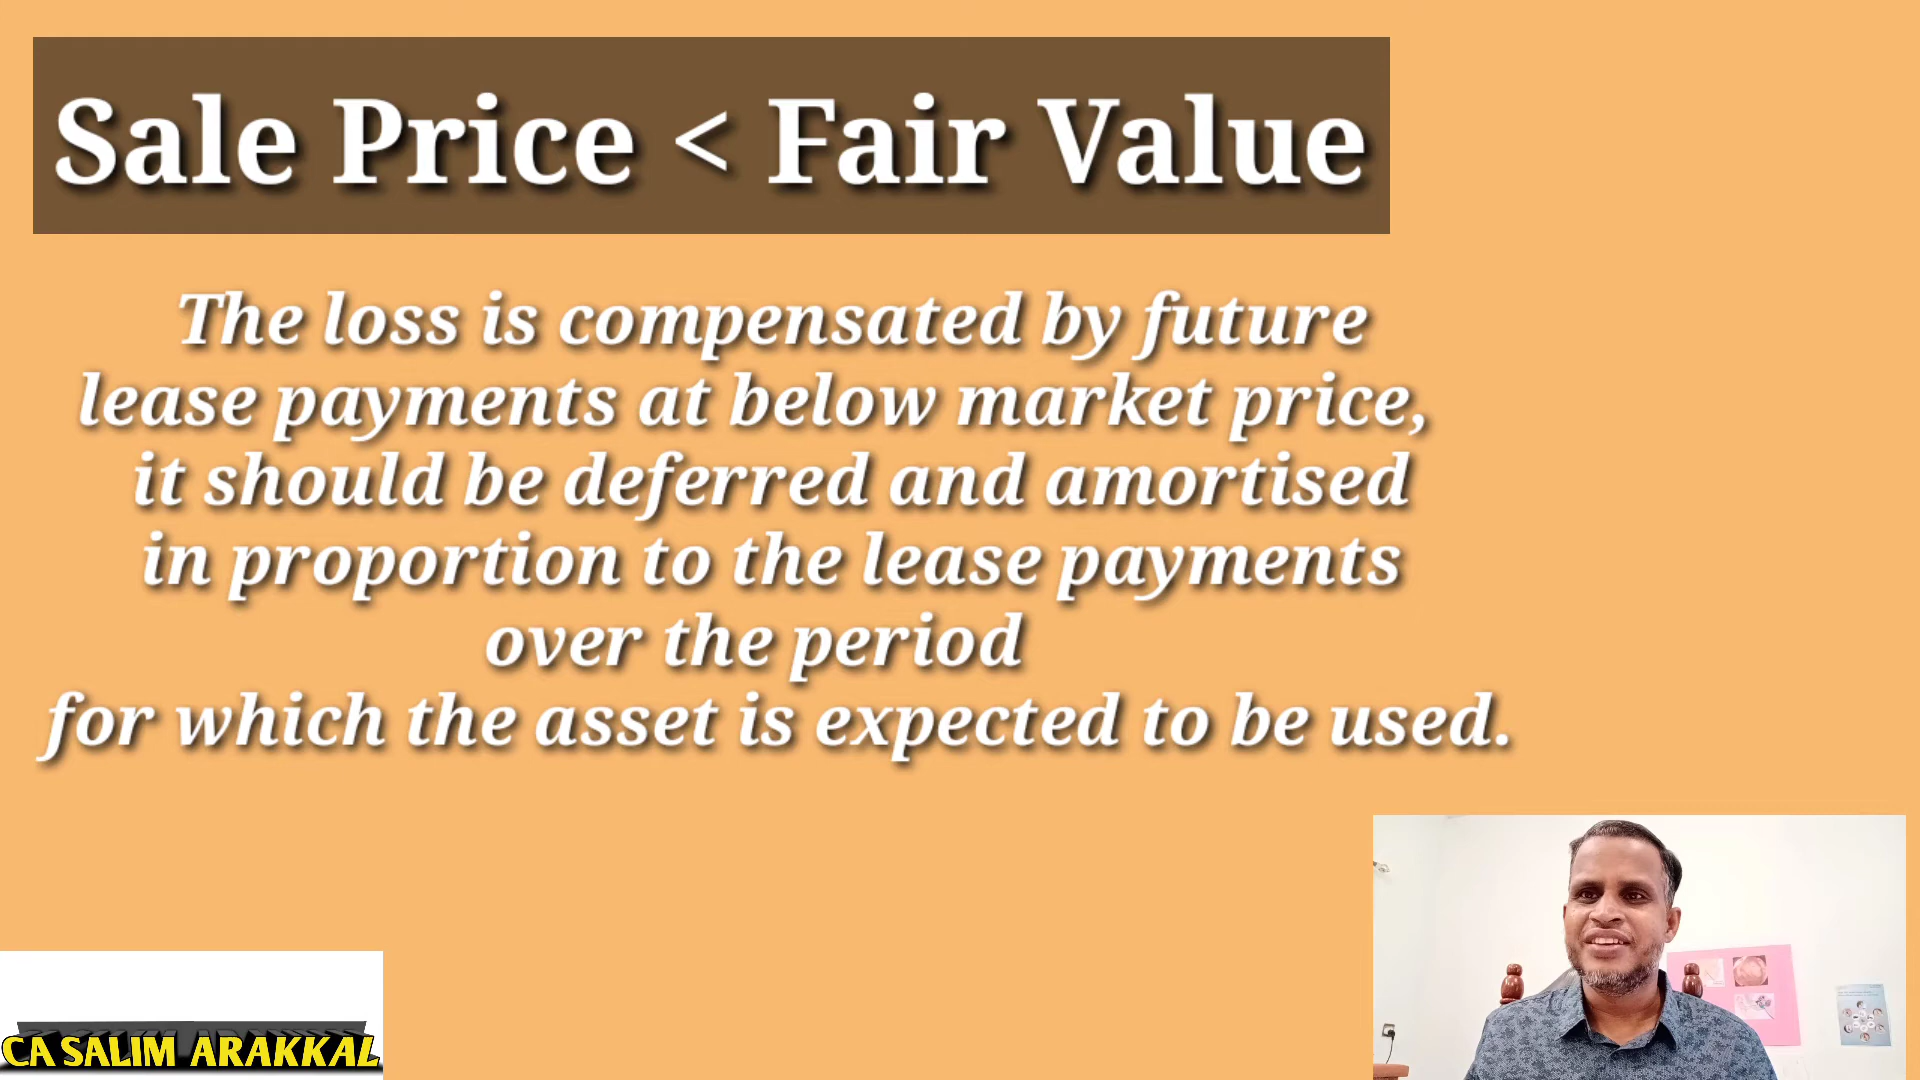 Sale Price < Fair Value
The loss is compensated by future
lease payments at below market price,
it should be deferred and amortised
in proportion to the lease payments
over the period
for which the asset is expected to be used.
CA SALIM ARAKKAL